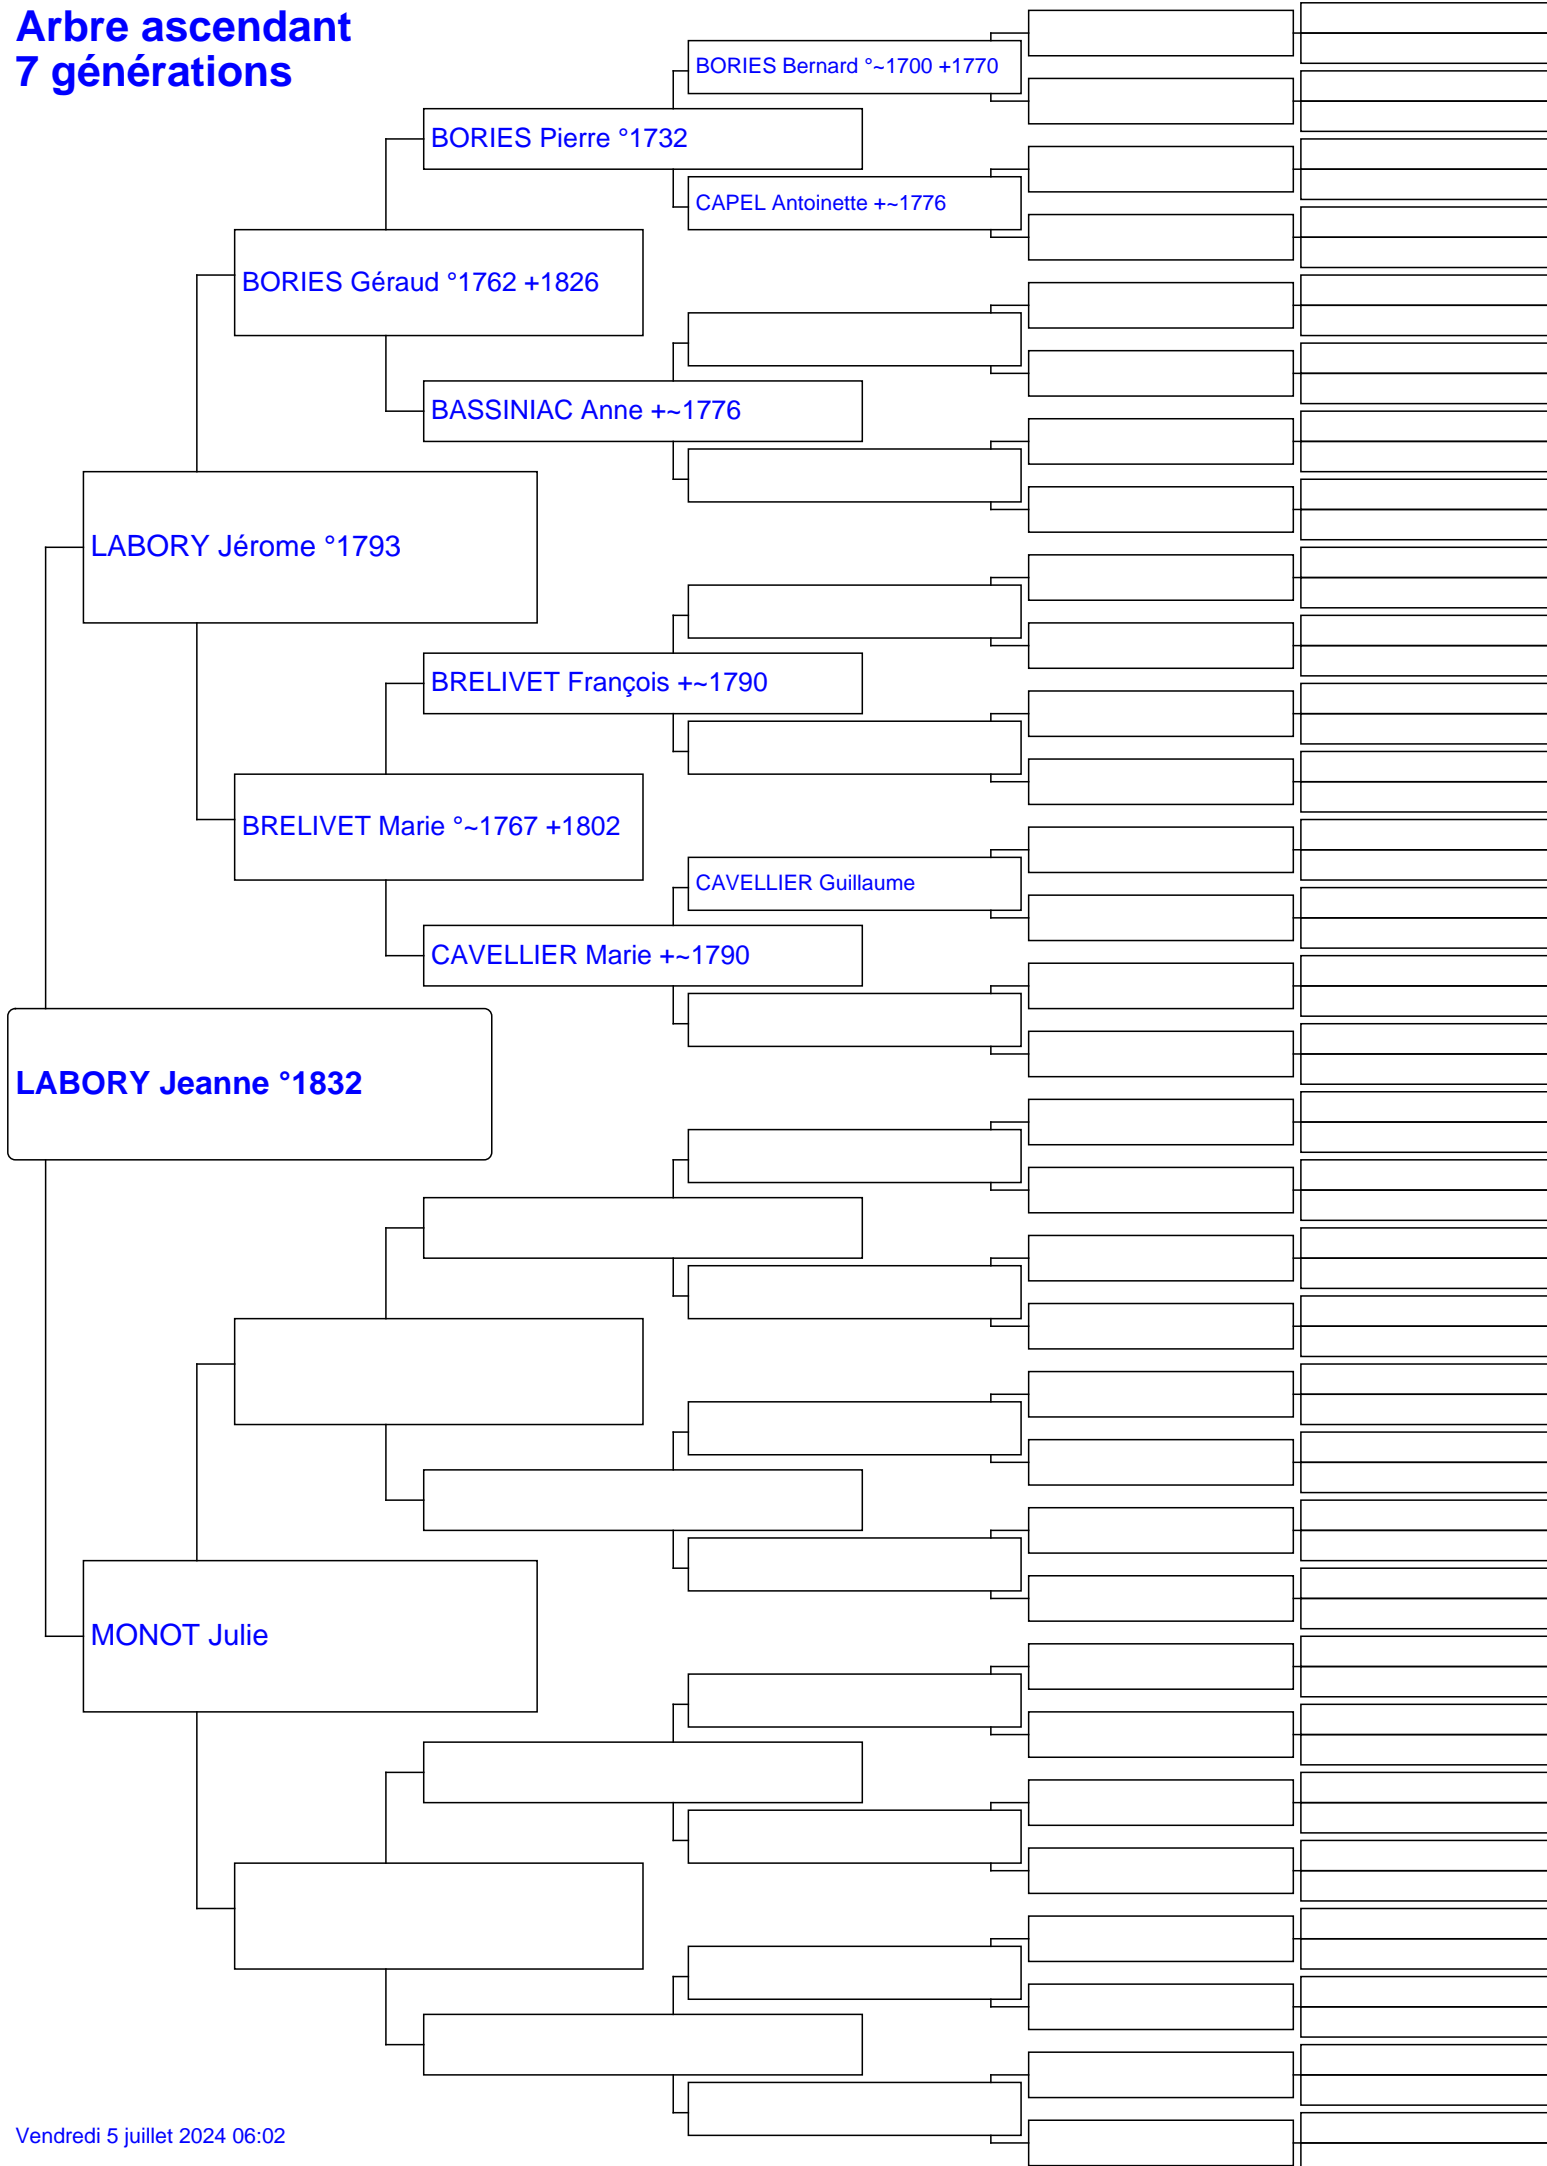 Arbre ascendant
7 générations
BORIES Bernard °~1700 +1770
BORIES Pierre °1732
CAPEL Antoinette +~1776
BORIES Géraud °1762 +1826
BASSINIAC Anne +~1776
LABORY Jérome °1793
BRELIVET François +~1790
BRELIVET Marie °~1767 +1802
CAVELLIER Guillaume
CAVELLIER Marie +~1790
LABORY Jeanne °1832
MONOT Julie
Vendredi 5 juillet 2024 06:02